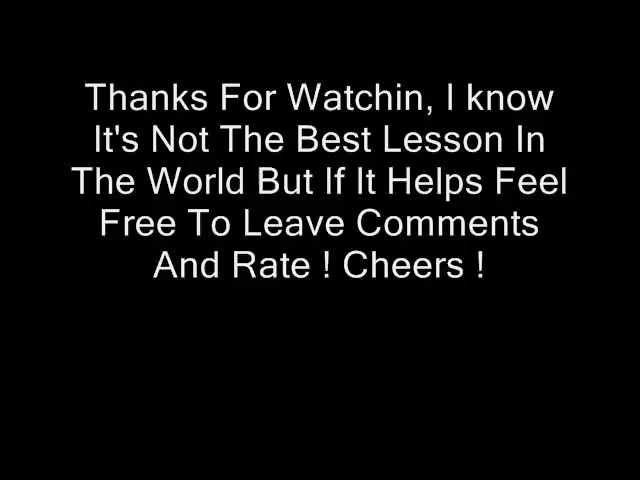 Thanks For Watchin, I know
It's Not The Best Lesson In
The World But If It Helps Feel
Free To Leave Comments
And Rate ! Cheers !